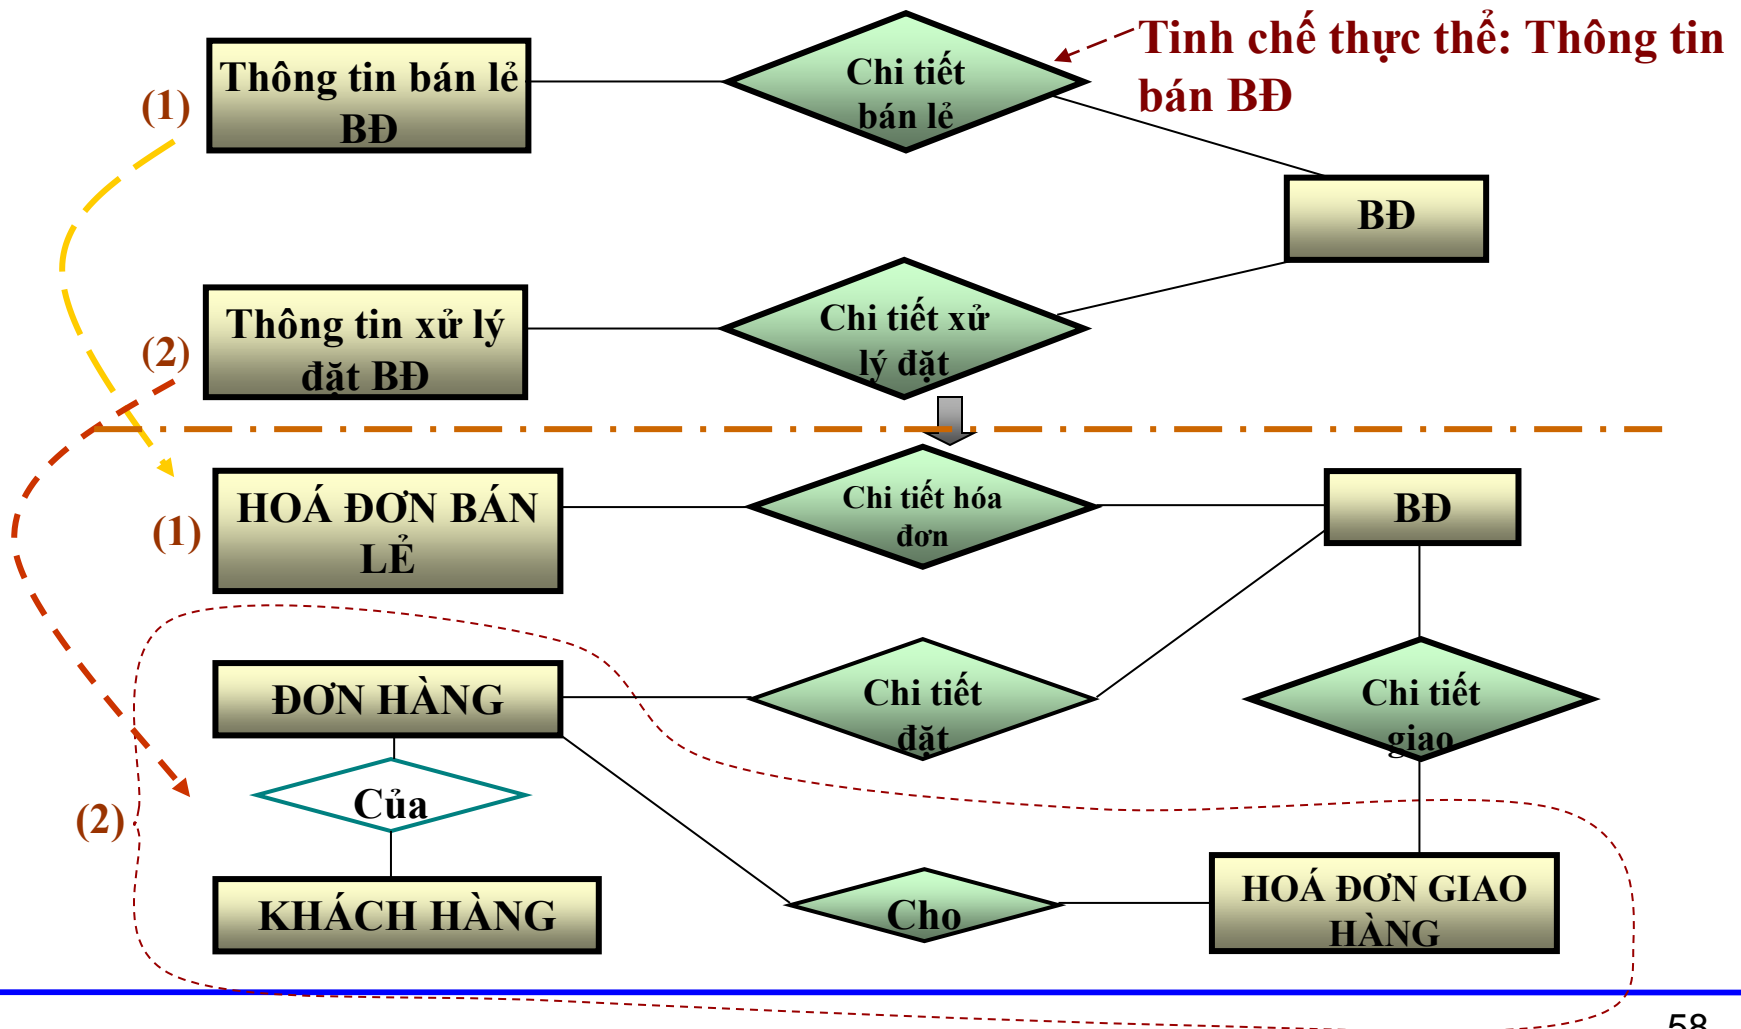 Tinh chế thực thể: Thông tin
bán BĐ
Thông tin bán lẻ
BĐ
Chi tiết
bán lẻ
(1)
BĐ
Thông tin xử lý
đặt BĐ
Chi tiết xử
lý đặt
(2)
HOÁ ĐƠN BÁN
LẺ
Chi tiết hóa
đơn
BĐ
(1)
ĐƠN HÀNG
Chi tiết
đặt
Chi tiết
giao
Của
(2)
KHÁCH HÀNG
Cho
HOÁ ĐƠN GIAO
HÀNG
58